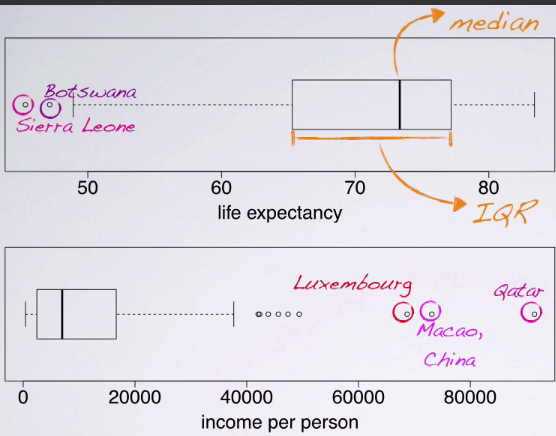 median
Botswana
Sierra Leone
50 60 70 80
life expectancy
IQR
Luxembourg
Qatar
Macao,
China
0 20000 40000 60000 80000
income per person